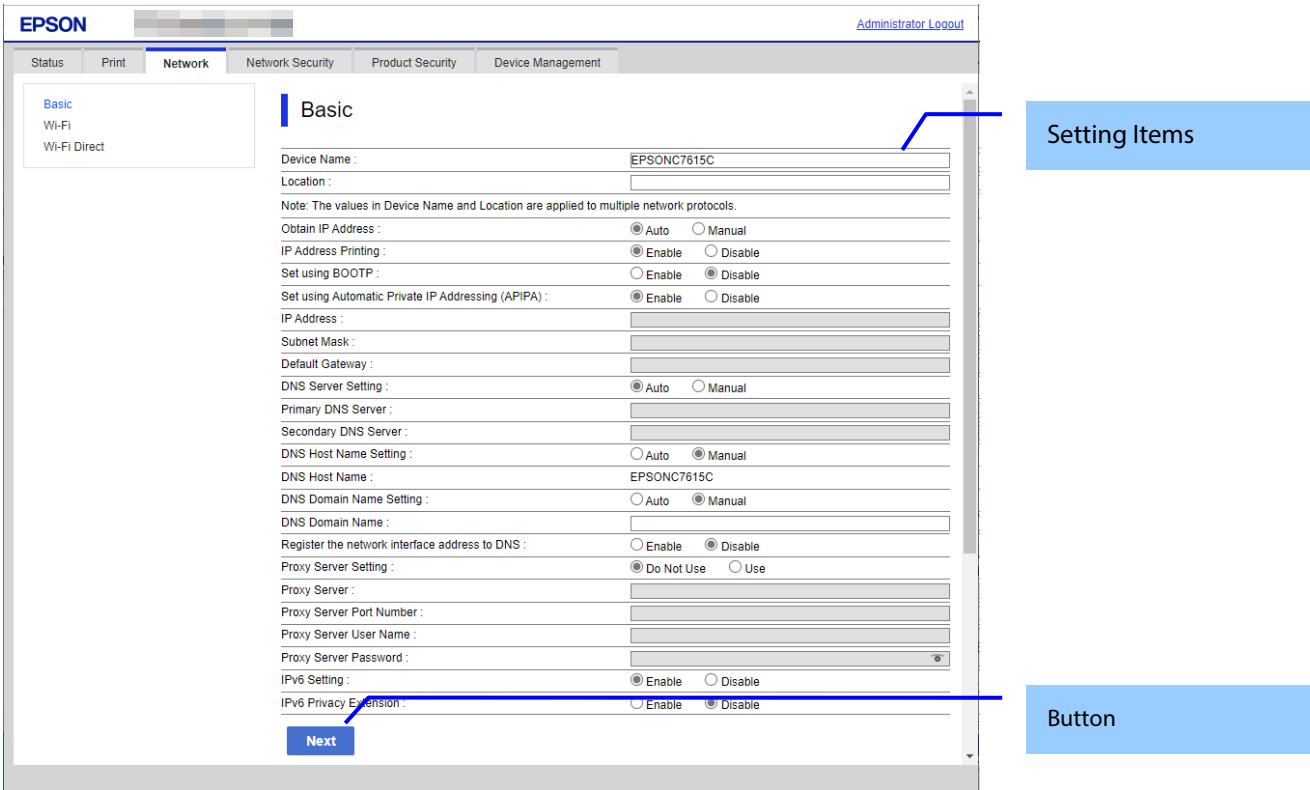 EPSON
Administrator Logout
Status Print Network Network Security Product Security Device Management
Basic
Wi-Fi
Wi-Fi Direct
Basic
Setting Items
Device Name : EPSONC7615C
Location :
Note: The values in Device Name and Location are applied to multiple network protocols.
Obtain IP Address : Auto Manual
IP Address Printing : Enable Disable
Set using BOOTP : Enable Disable
Set using Automatic Private IP Addressing (APIPA) : Enable Disable
IP Address :
Subnet Mask :
Default Gateway :
DNS Server Setting : Auto Manual
Primary DNS Server :
Secondary DNS Server :
DNS Host Name Setting : Auto Manual
DNS Host Name : EPSONC7615C
DNS Domain Name Setting : Auto Manual
DNS Domain Name :
Register the network interface address to DNS : Enable Disable
Proxy Server Setting : Do Not Use Use
Proxy Server :
Proxy Server Port Number :
Proxy Server User Name :
Proxy Server Password :
IPv6 Setting : Enable Disable
IPv6 Privacy Extension : Enable Disable
Next
Button